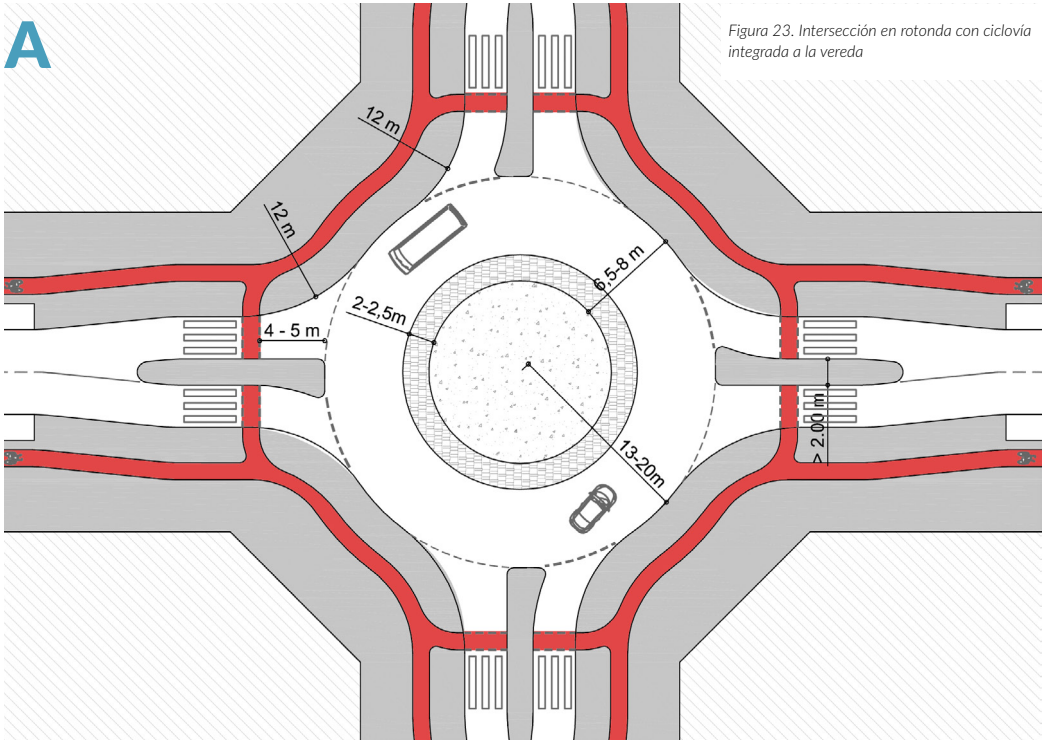 A
Figura 23. Intersección en rotonda con ciclovía
integrada a la vereda
12 m
12 m
6,5-8 m
2-2,5m
4 - 5 m
> 2.00 m
13-20m